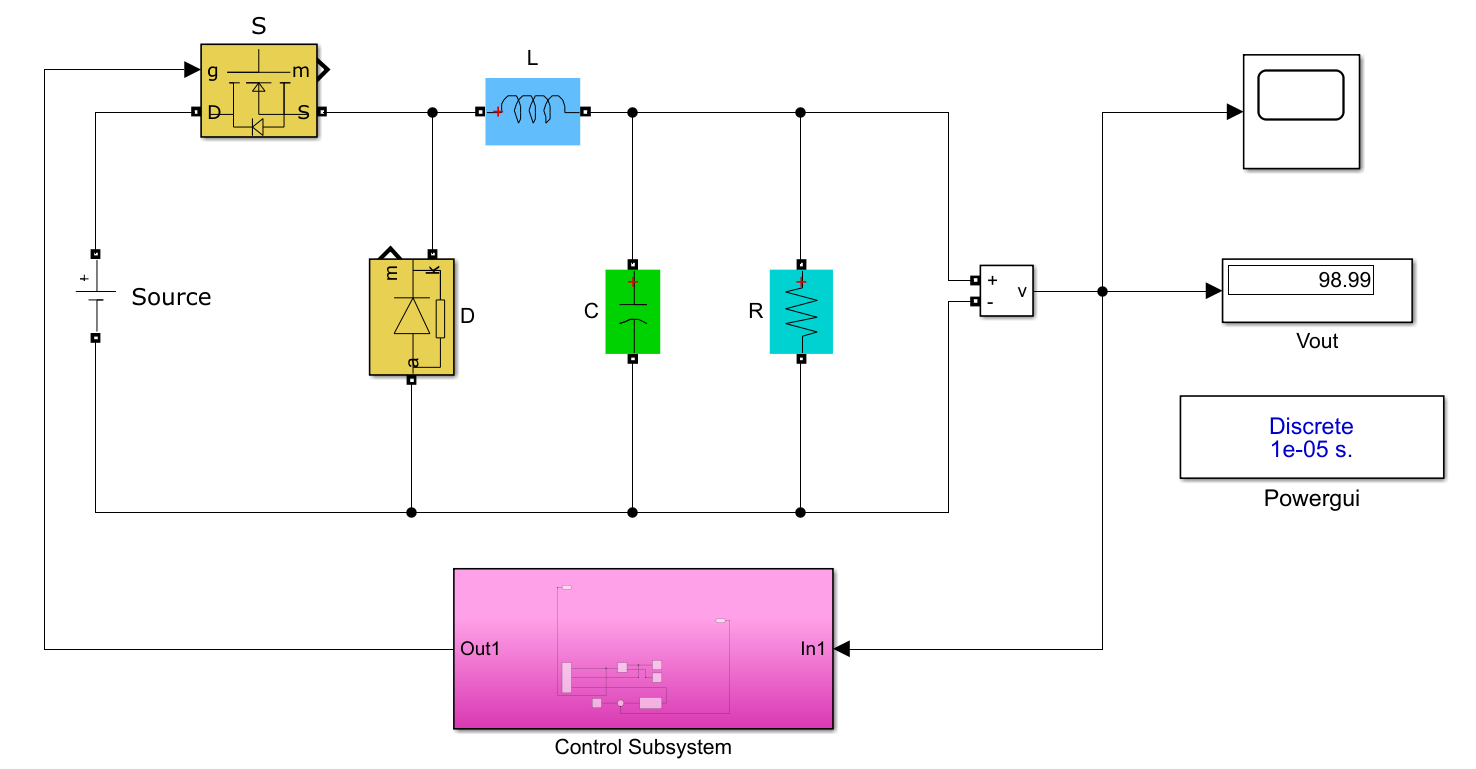 S
g
m
D
S
L
+
+
Source
m
k
a
D
+
C
+
R
+
-
v
98.99
Vout
Discrete
1e-05 s.
Powergui
Out1
In1
Control Subsystem